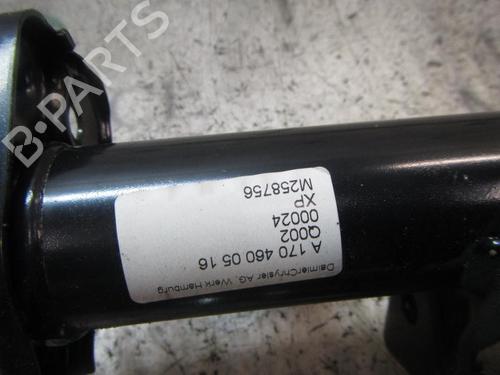 B-PARTS
DaimlerChrysler AG, Werk Hamburg
A 170 460 05 16
Q002
00024
XP
M258756